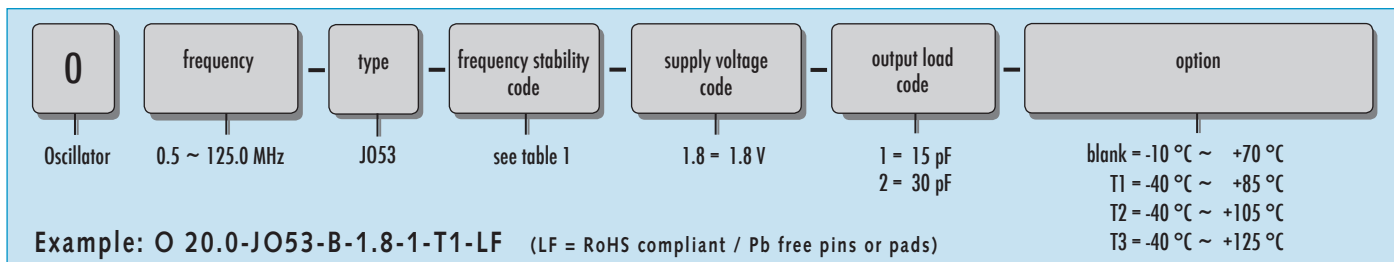 O
frequency
type
frequency stability
code
supply voltage
code
output load
code
option
Oscillator
0.5 ~ 125.0 MHz
JO53
see table 1
1.8 = 1.8 V
1 = 15 pF
2 = 30 pF
blank = -10 °C ~ +70 °C
T1 = -40 °C ~ +85 °C
T2 = -40 °C ~ +105 °C
T3 = -40 °C ~ +125 °C
Example: O 20.0-JO53-B-1.8-1-T1-LF (LF = RoHS compliant / Pb free pins or pads)